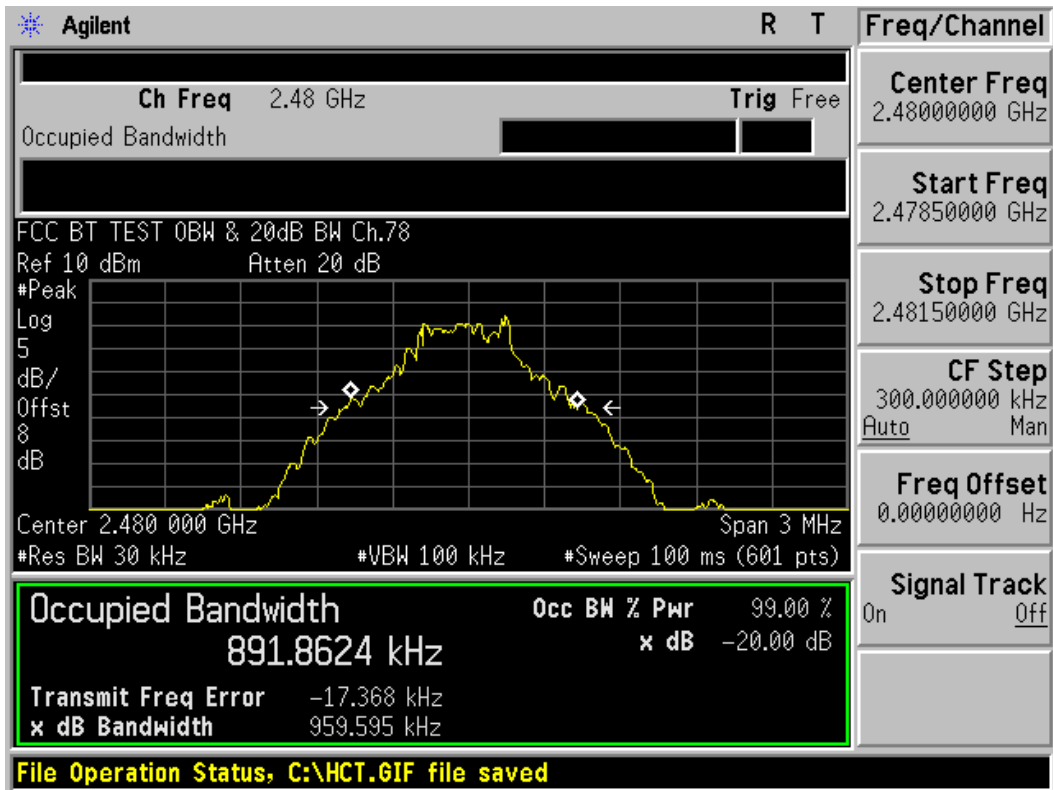 Agilent
R T
Freq/Channel
Ch Freq 2.48 GHz
Trig Free
Occupied Bandwidth
Center Freq
2.48000000 GHz
Start Freq
2.47850000 GHz
Stop Freq
2.48150000 GHz
CF Step
300.000000 kHz
Auto Man
Freq Offset
0.00000000 Hz
Signal Track
On Off
FCC BT TEST OBW & 20dB BW Ch.78
Ref 10 dBm Atten 20 dB
#Peak
Log
5
dB/
Offst
8
dB
Center 2.480 000 GHz Span 3 MHz
#Res BW 30 kHz #VBW 100 kHz #Sweep 100 ms (601 pts)
Occupied Bandwidth
891.8624 kHz
Occ BW % Pwr 99.00 %
x dB -20.00 dB
Transmit Freq Error -17.368 kHz
x dB Bandwidth 959.595 kHz
File Operation Status, C:\HCT.GIF file saved